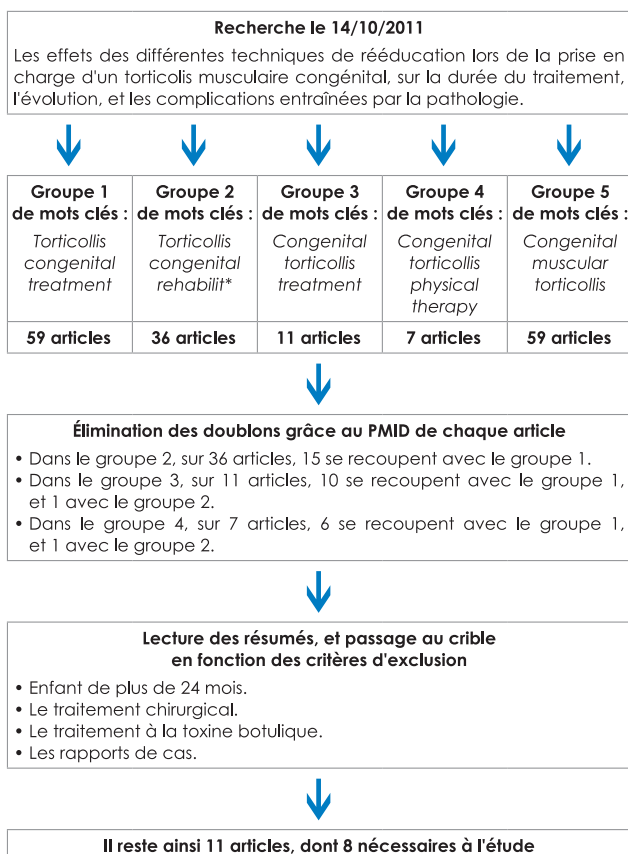 Recherche le 14/10/2011
Les effets des différentes techniques de rééducation lors de la prise en
charge d'un torticolis musculaire congénital, sur la durée du traitement,
l'évolution, et les complications entraînées par la pathologie.
Groupe 1
de mots clés :
Torticollis
congenital
treatment
59 articles
Groupe 2
de mots clés :
Torticollis
congenital
rehabilit*
36 articles
Groupe 3
de mots clés :
Congenital
torticollis
treatment
11 articles
Groupe 4
de mots clés :
Congenital
torticollis
physical
therapy
7 articles
Groupe 5
de mots clés :
Congenital
muscular
torticollis
59 articles
Élimination des doublons grâce au PMID de chaque article
• Dans le groupe 2, sur 36 articles, 15 se recoupent avec le groupe 1.
• Dans le groupe 3, sur 11 articles, 10 se recoupent avec le groupe 1,
et 1 avec le groupe 2.
• Dans le groupe 4, sur 7 articles, 6 se recoupent avec le groupe 1,
et 1 avec le groupe 2.
Lecture des résumés, et passage au crible
en fonction des critères d'exclusion
• Enfant de plus de 24 mois.
• Le traitement chirurgical.
• Le traitement à la toxine botulique.
• Les rapports de cas.
Il reste ainsi 11 articles, dont 8 nécessaires à l'étude